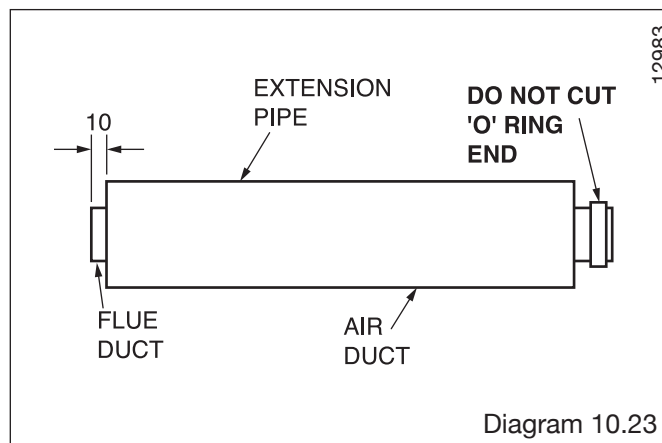 12983
EXTENSION
PIPE
DO NOT CUT
'O' RING
END
10
FLUE
DUCT
AIR
DUCT
Diagram 10.23